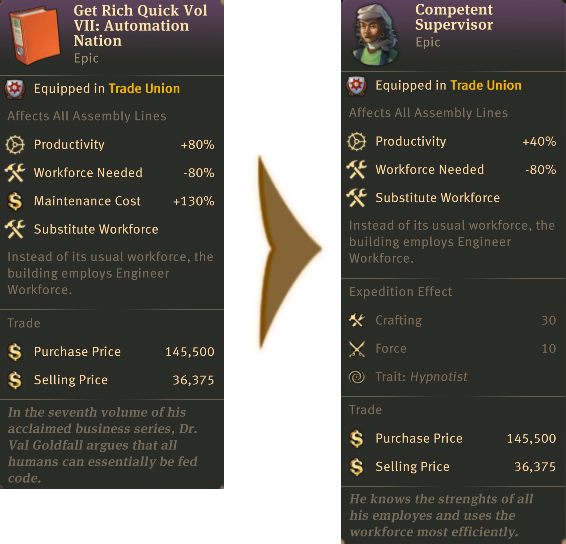 Get Rich Quick Vol
VII: Automation
Nation
Epic
Equipped in Trade Union
Affects All Assembly Lines
Productivity +80%
Workforce Needed -80%
Maintenance Cost +130%
Substitute Workforce
Instead of its usual workforce, the
building employs Engineer
Workforce.
Trade
Purchase Price 145,500
Selling Price 36,375
In the seventh volume of his
acclaimed business series, Dr.
Val Goldfall argues that all
humans can essentially be fed
code.
Competent
Supervisor
Epic
Equipped in Trade Union
Affects All Assembly Lines
Productivity +40%
Workforce Needed -80%
Substitute Workforce
Instead of its usual workforce, the
building employs Engineer
Workforce.
Expedition Effect
Crafting 30
Force 10
Trait: Hypnotist
Trade
Purchase Price 145,500
Selling Price 36,375
He knows the strenghts of all
his employes and uses the
workforce most efficiently.